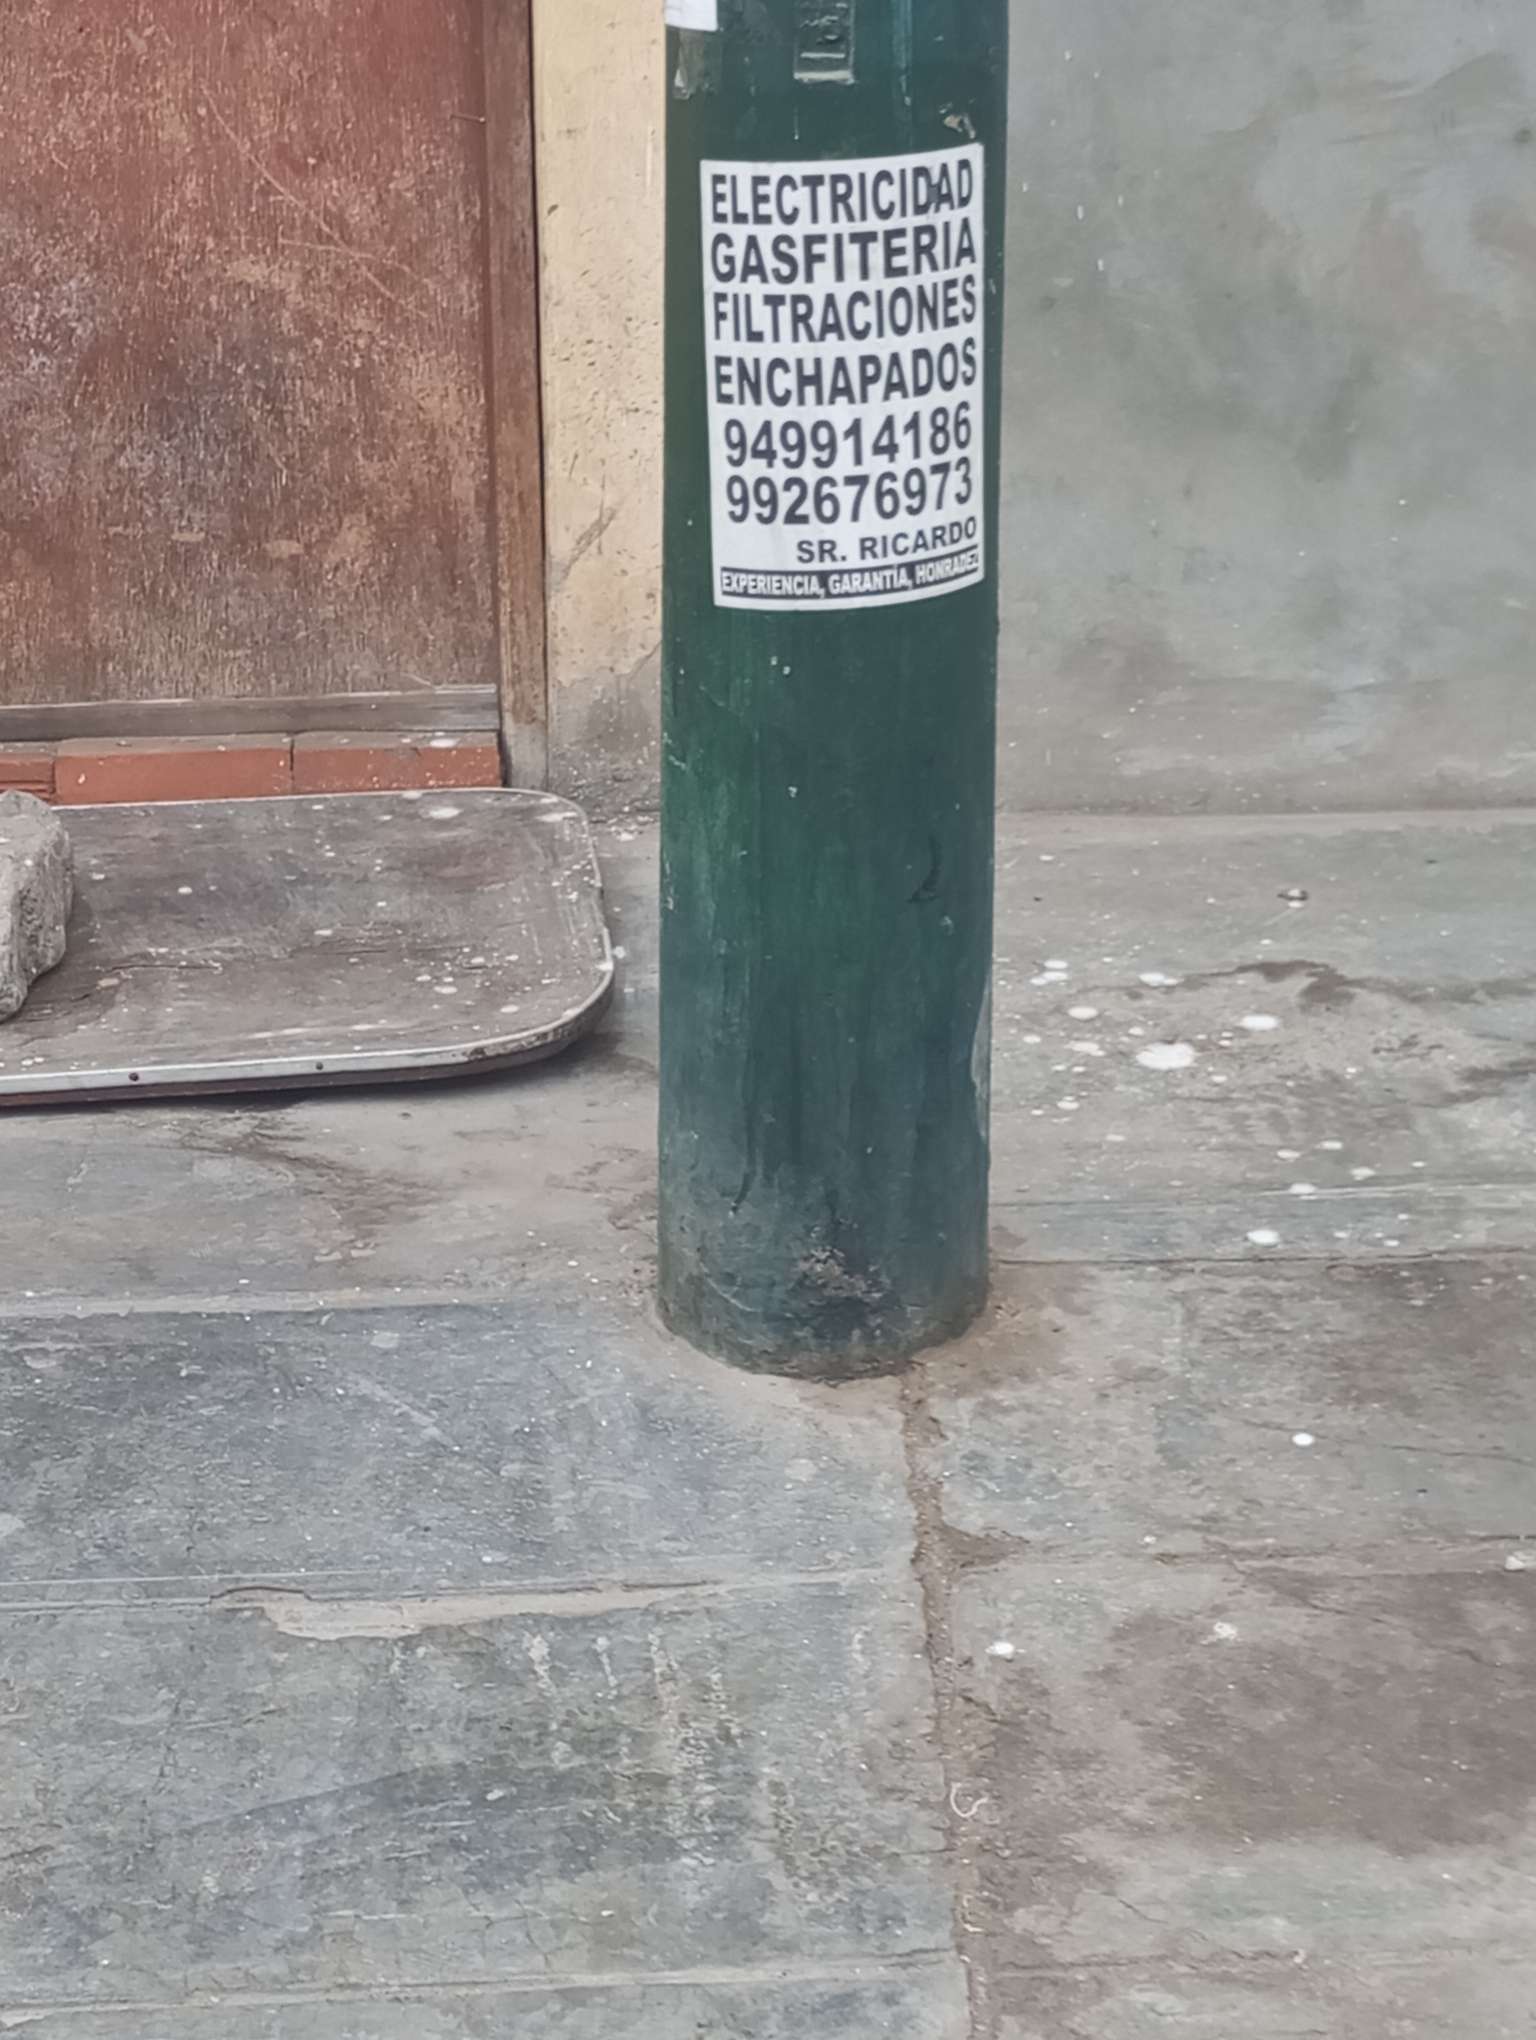 ELECTRICIDAD
GASFITERIA
FILTRACIONES
ENCHAPADOS
949914186
992676973
SR. RICARDO
EXPERIENCIA, GARANTÍA, HONRADEZ